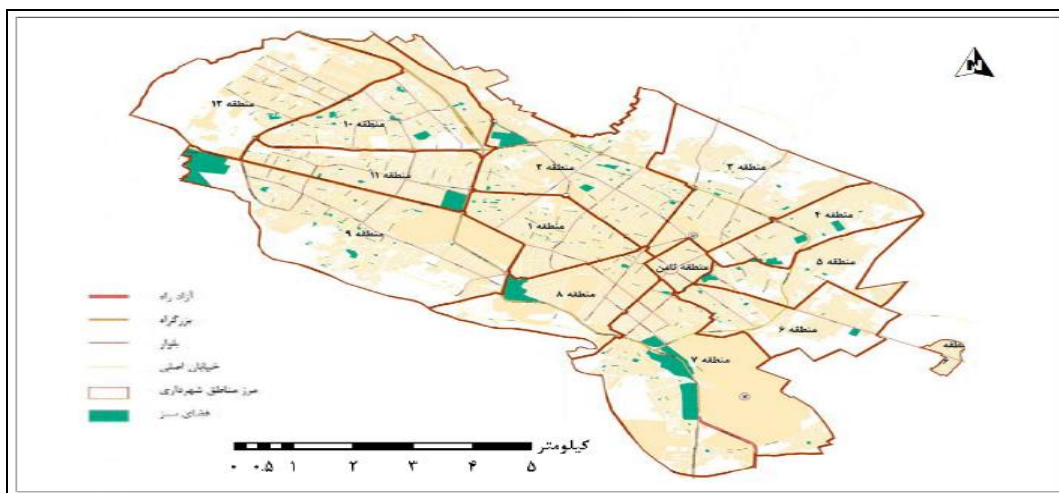 N
منطقه ۱۲
منطقه ۱۰
منطقه ۲
منطقه ۳
منطقه ۱۱
منطقه ۱
منطقه ۴
منطقه ۹
منطقه ثامن
منطقه ۵
منطقه ۸
منطقه ۶
منطقه ۷
منطقه
آزاد راه
بزرگراه
بلوار
خیابان اصلی
مرز مناطق شهرداری
فضای سبز
کیلومتر
۰ ۰.۵ ۱ ۲ ۳ ۴ ۵